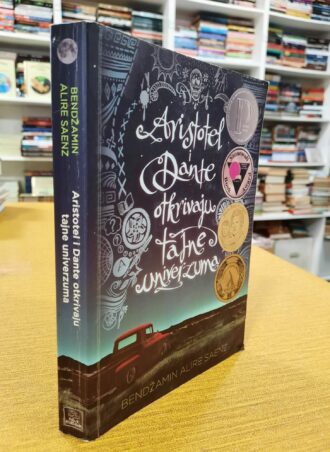 BENDŽAMIN
ALIRE SAENZ
Aristotel i Dante otkrivaju
tajne univerzuma
Aristotel
i Dante
otkrivaju
tajne
univerzuma
BENDŽAMIN ALIRE SAENZ